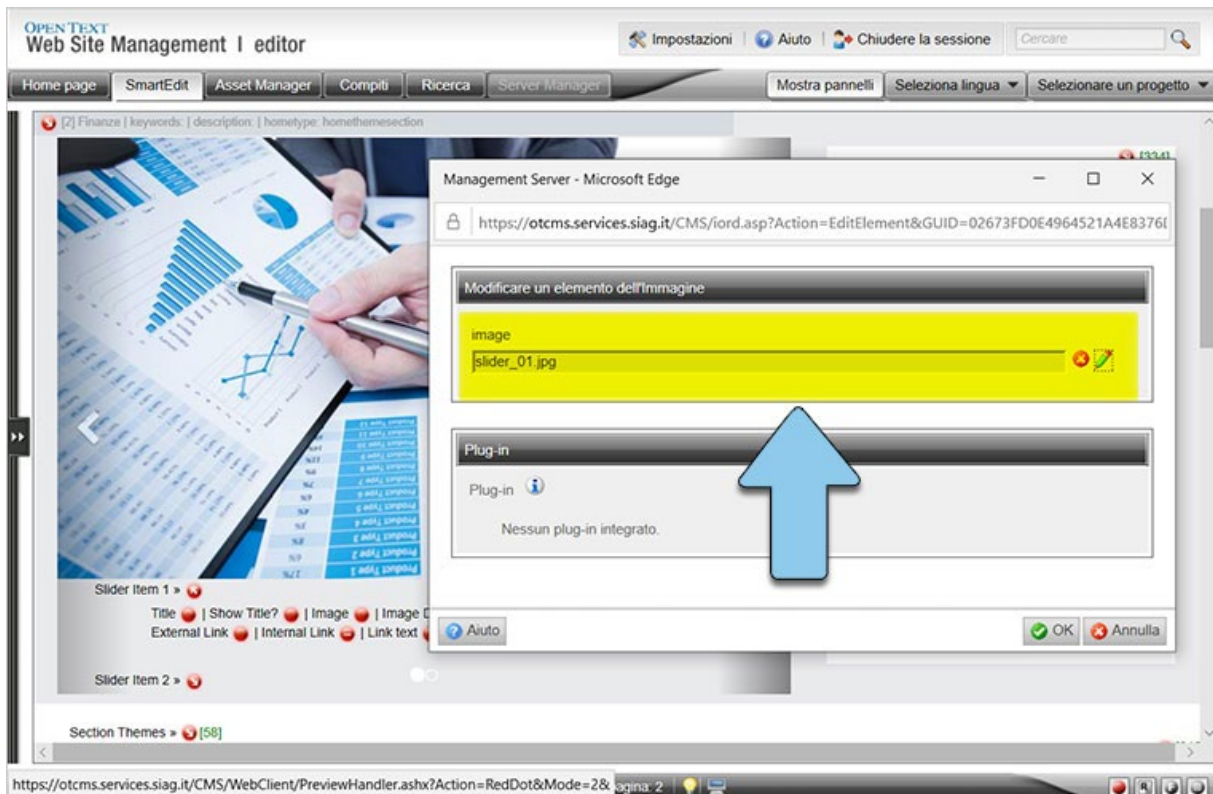 OPEN TEXT
Web Site Management | editor
Impostazioni | Aiuto | Chiudere la sessione
Cercare
Home page SmartEdit Asset Manager Compiti Ricerca Server Manager Mostra pannelli Seleziona lingua Selezionare un progetto
[2] Finanze | keywords: | description: | hometype: homethemesection
[334]
Management Server - Microsoft Edge
https://otcms.services.siag.it/CMS/iord.asp?Action=EditElement&GUID=02673FD0E4964521A4E8376
Modificare un elemento dell'Immagine
image
slider_01.jpg
Plug-in
Plug-in
Nessun plug-in integrato.
Aiuto OK Annulla
Slider Item 1 »
Title | Show Title? | Image | Image
External Link | Internal Link | Link text
Slider Item 2 »
Section Themes » [58]
https://otcms.services.siag.it/CMS/WebClient/PreviewHandler.ashx?Action=RedDot&Mode=2& agina: 2